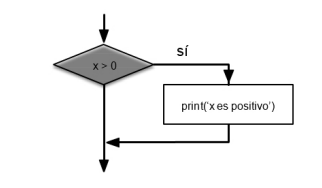 sí
x > 0
print(‘x es positivo’)